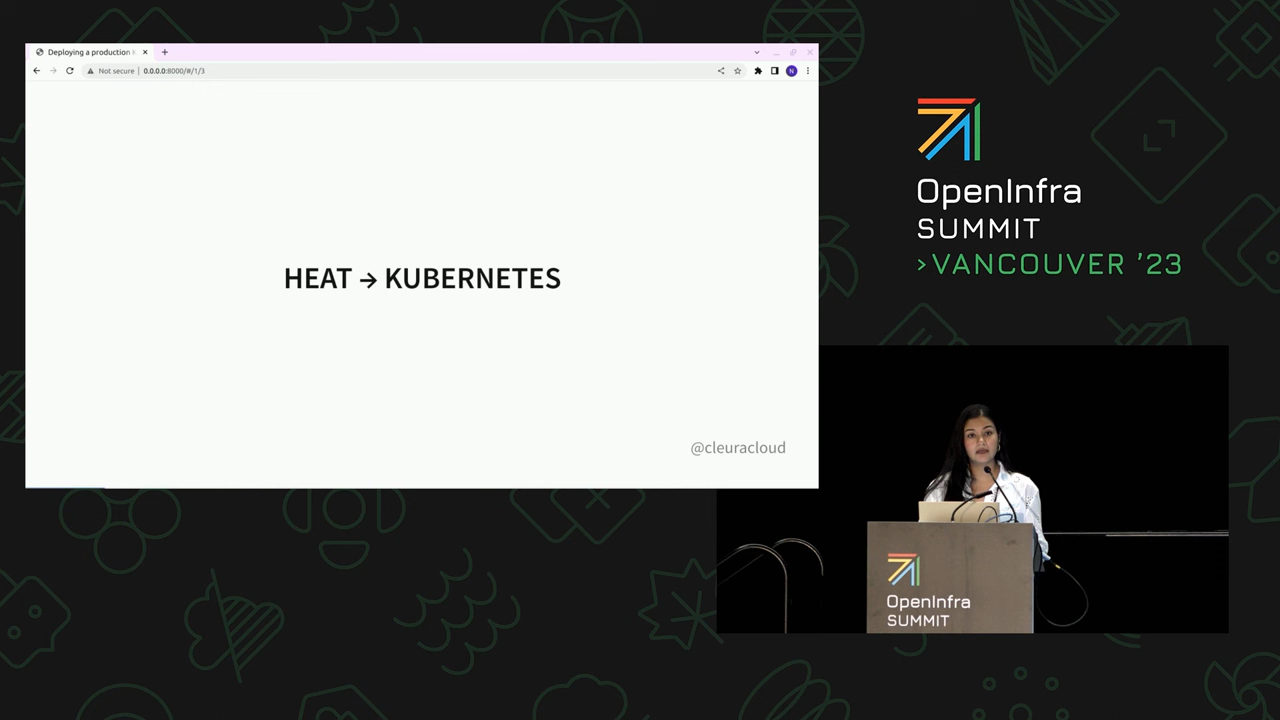 Deploying a production
Not secure
0.0.0.0:8000/#/1/3
N
HEAT → KUBERNETES
@cleuracloud
OpenInfra
SUMMIT
>VANCOUVER ’23
OpenInfra
SUMMIT